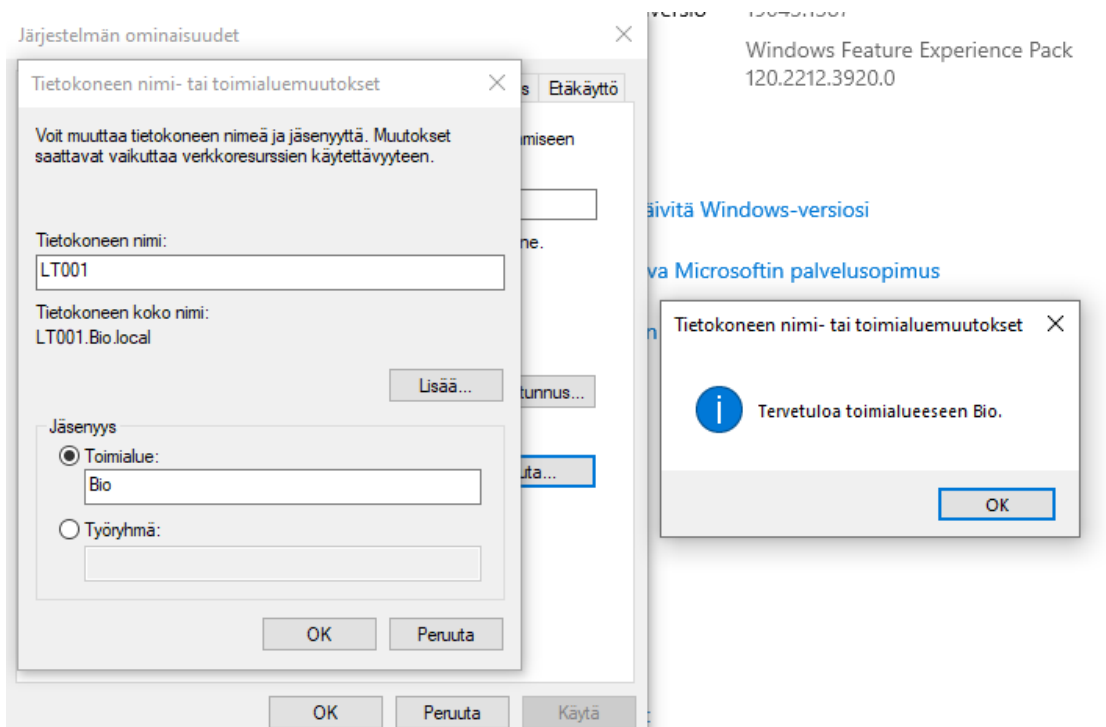 Järjestelmän ominaisuudet
Tietokoneen nimi- tai toimialuemuutokset
Etäkäyttö
Voit muuttaa tietokoneen nimeä ja jäsenyyttä. Muutokset
saattavat vaikuttaa verkkoresurssien käytettävyyteen.
Tietokoneen nimi:
LT001
Tietokoneen koko nimi:
LT001.Bio.local
Lisää...
Jäsenyys
Toimialue:
Bio
Työryhmä:
OK Peruuta
OK Peruuta Käytä
Windows Feature Experience Pack
120.2212.3920.0
äivitä Windows-versiosi
va Microsoftin palvelusopimus
Tietokoneen nimi- tai toimialuemuutokset
Tervetuloa toimialueeseen Bio.
OK